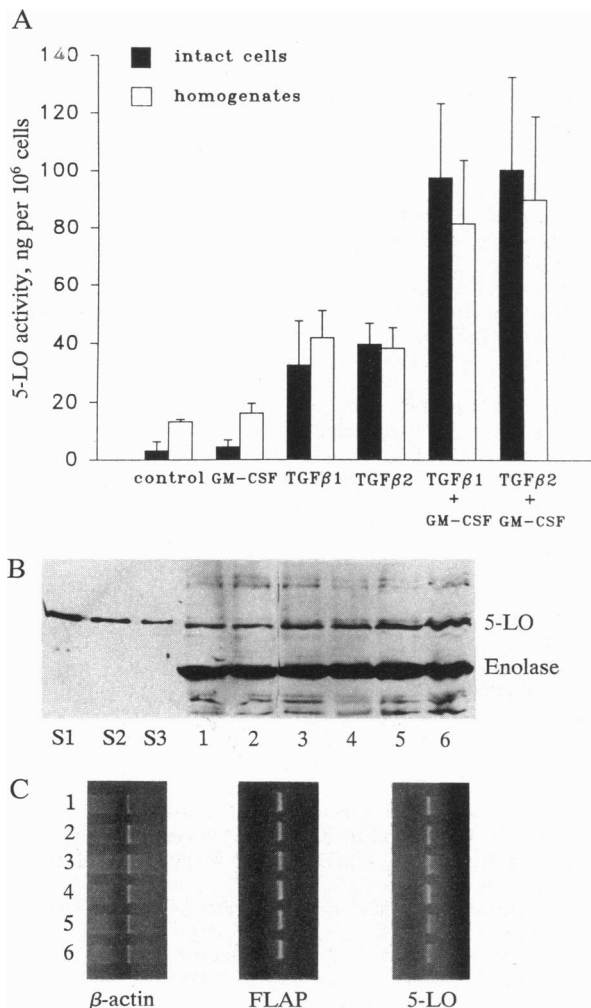 A
5-LO activity, ng per 10⁶ cells
140
120
100
80
60
40
20
0
intact cells
homogenates
control GM-CSF TGFβ1 TGFβ2 TGFβ1 + GM-CSF TGFβ2 + GM-CSF
B
5-LO
Enolase
S1 S2 S3 1 2 3 4 5 6
C
1
2
3
4
5
6
β-actin FLAP 5-LO